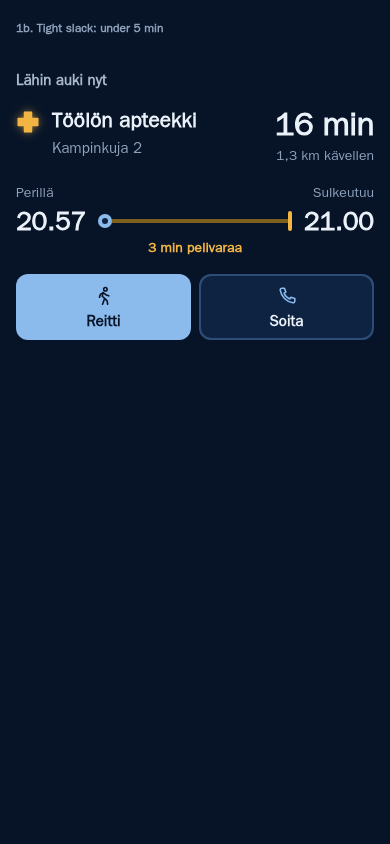 1b. Tight slack: under 5 min
Lähin auki nyt
Töölön apteekki
16 min
Kampinkuja 2
1,3 km kävellen
Perillä
Sulkeutuu
20.57
21.00
3 min pelivaraa
Reitti
Soita